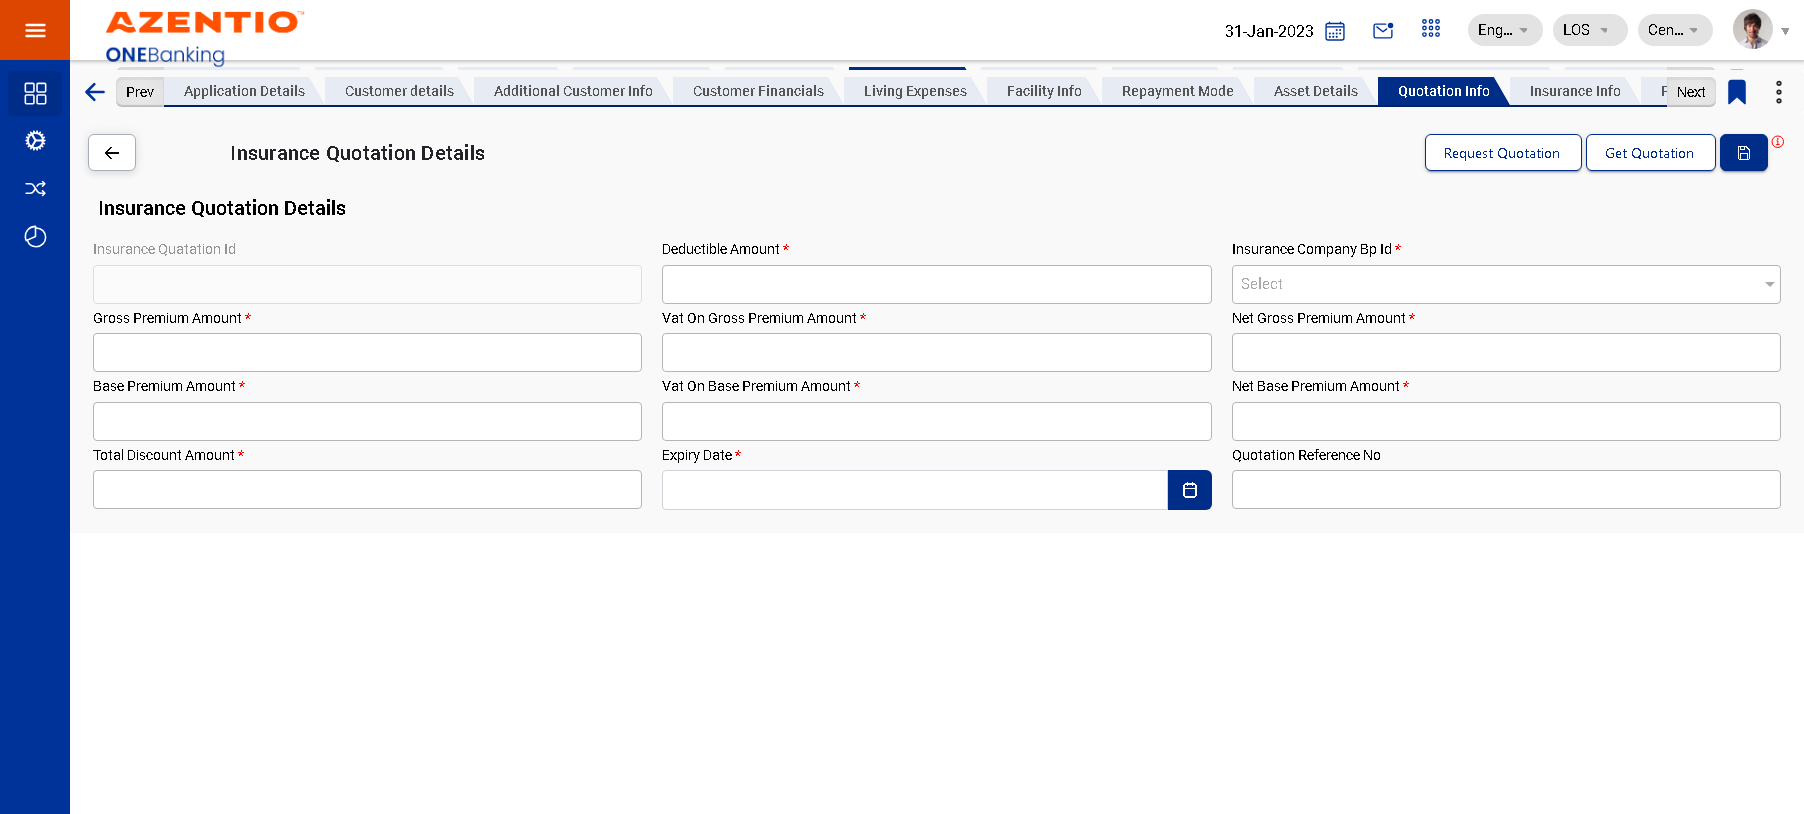 AZENTIO™
ONEBanking
31-Jan-2023
Eng...
LOS
Cen...
Prev
Application Details
Customer details
Additional Customer Info
Customer Financials
Living Expenses
Facility Info
Repayment Mode
Asset Details
Quotation Info
Insurance Info
Next
Insurance Quotation Details
Request Quotation
Get Quotation
Insurance Quotation Details
Insurance Quatation Id
Deductible Amount *
Insurance Company Bp Id *
Select
Gross Premium Amount *
Vat On Gross Premium Amount *
Net Gross Premium Amount *
Base Premium Amount *
Vat On Base Premium Amount *
Net Base Premium Amount *
Total Discount Amount *
Expiry Date *
Quotation Reference No